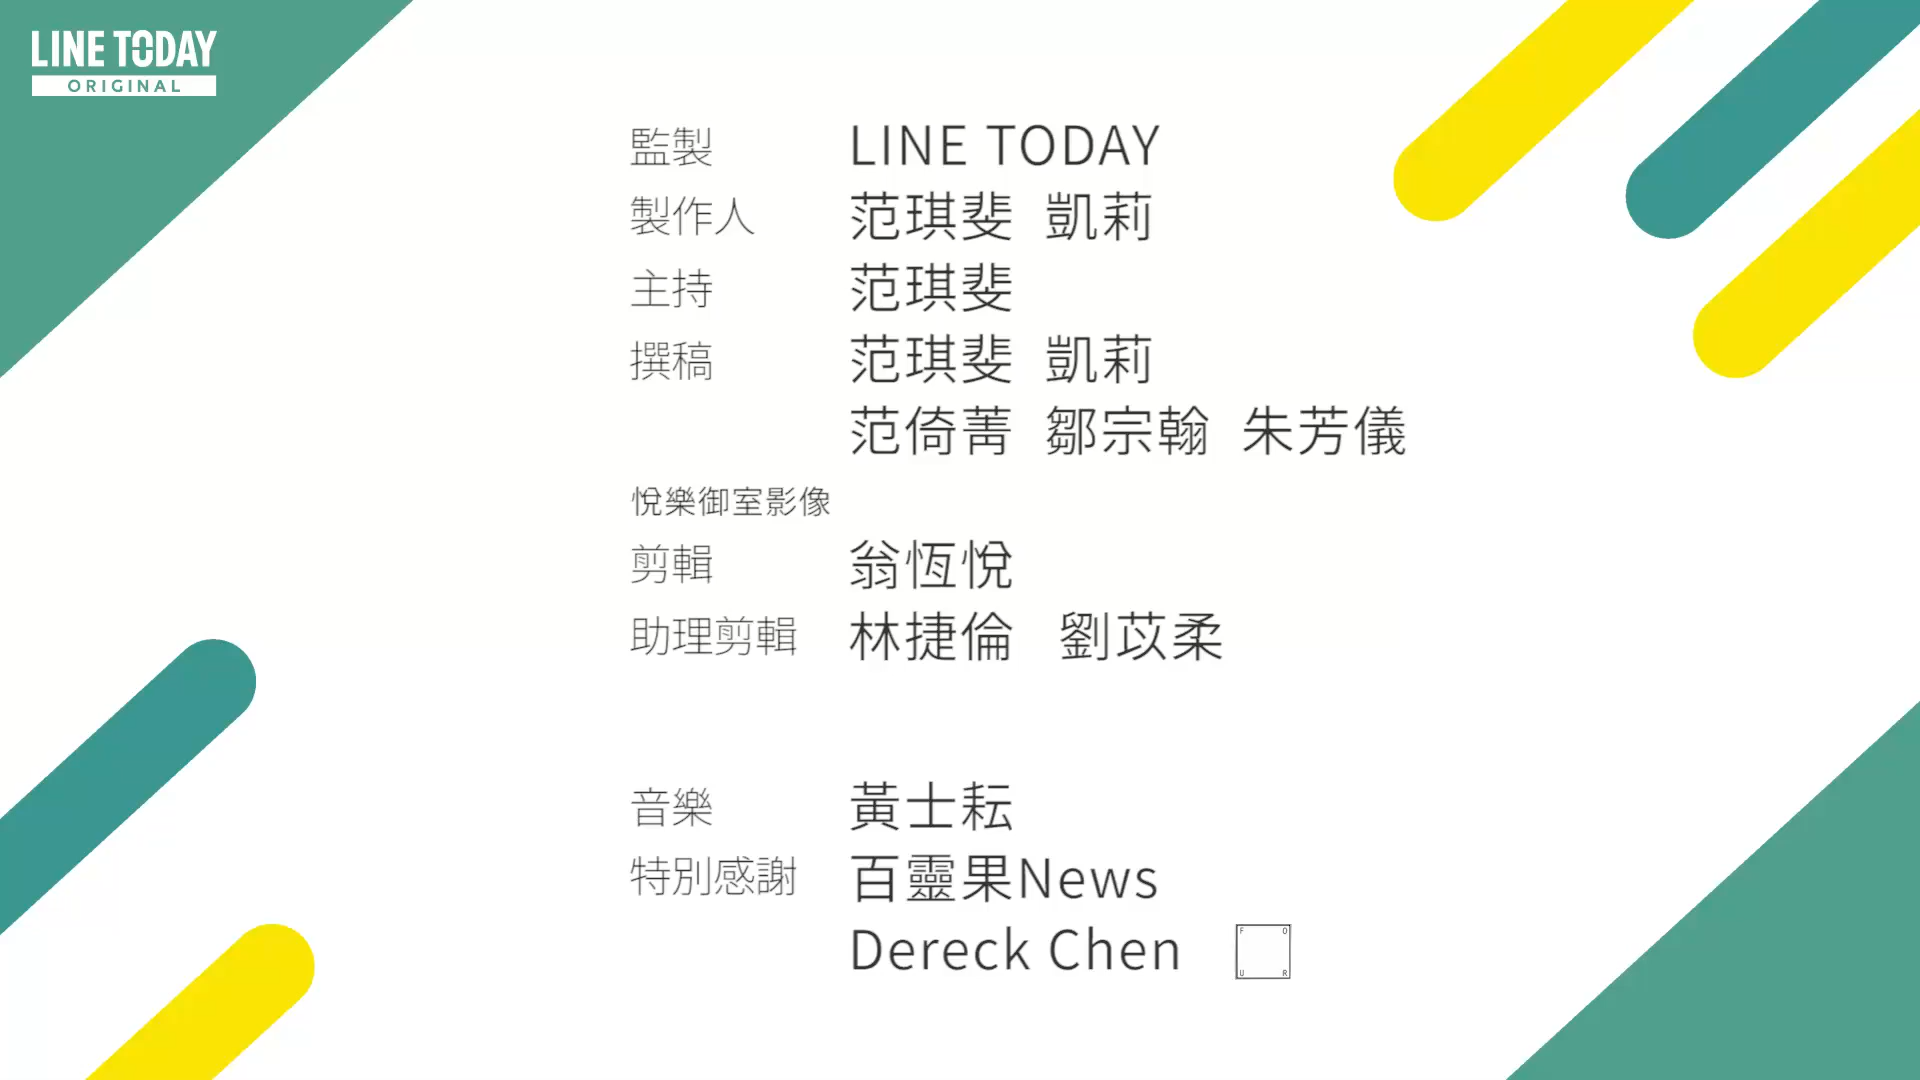 LINE TODAY
ORIGINAL
監製 LINE TODAY
製作人 范琪斐 凱莉
主持 范琪斐
撰稿 范琪斐 凱莉
范倚菁 鄒宗翰 朱芳儀
悅樂御室影像
剪輯 翁恆悅
助理剪輯 林捷倫 劉苡柔
音樂 黃士耘
特別感謝 百靈果News
Dereck Chen
F O
U R